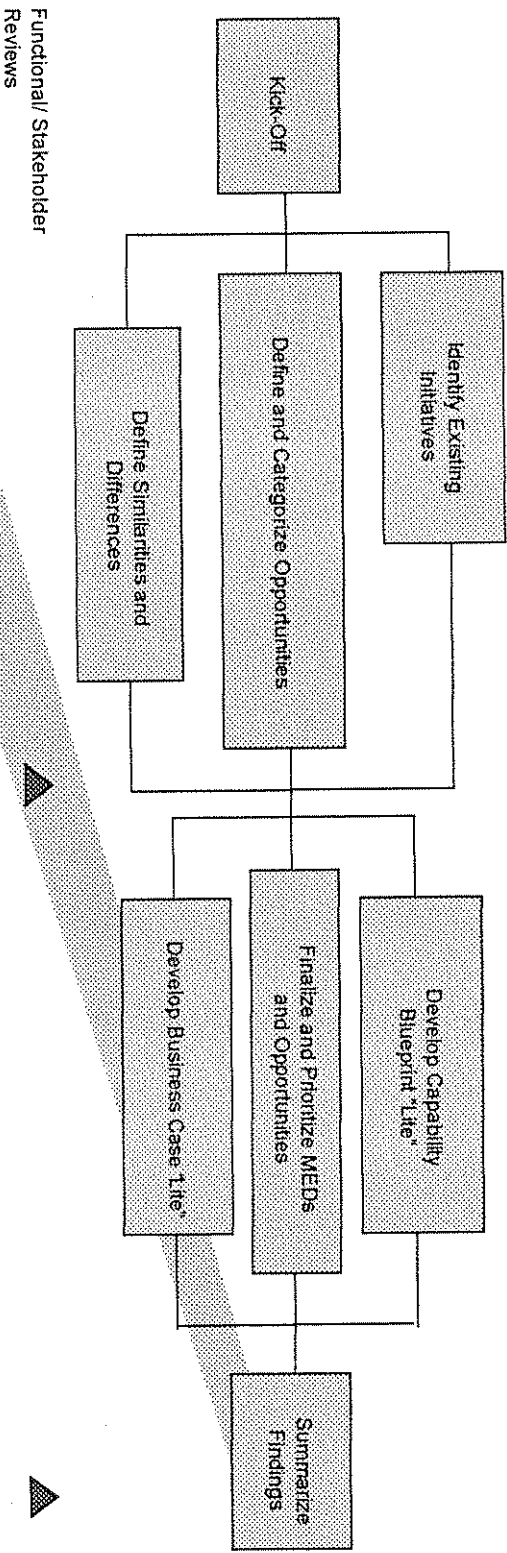 Kick-Off
Identify Existing
Initiatives
Define and Categorize Opportunities
Define Similarities and
Differences
Develop Capability
Blueprint "Lite"
Finalize and Prioritize MEDs
and Opportunities
Develop Business Case "Lite"
Summarize
Findings
Functional/ Stakeholder
Reviews